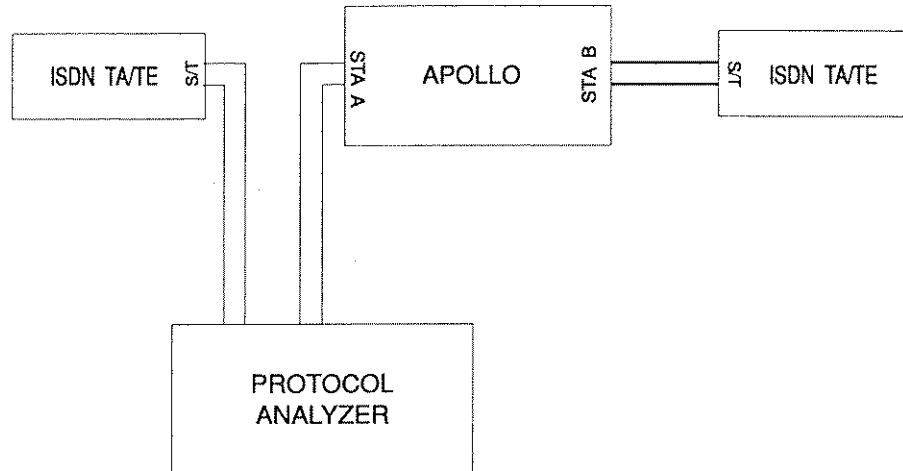 ISDN TA/TE
S/T
STA A
APOLLO
STA B
S/T
ISDN TA/TE
PROTOCOL
ANALYZER